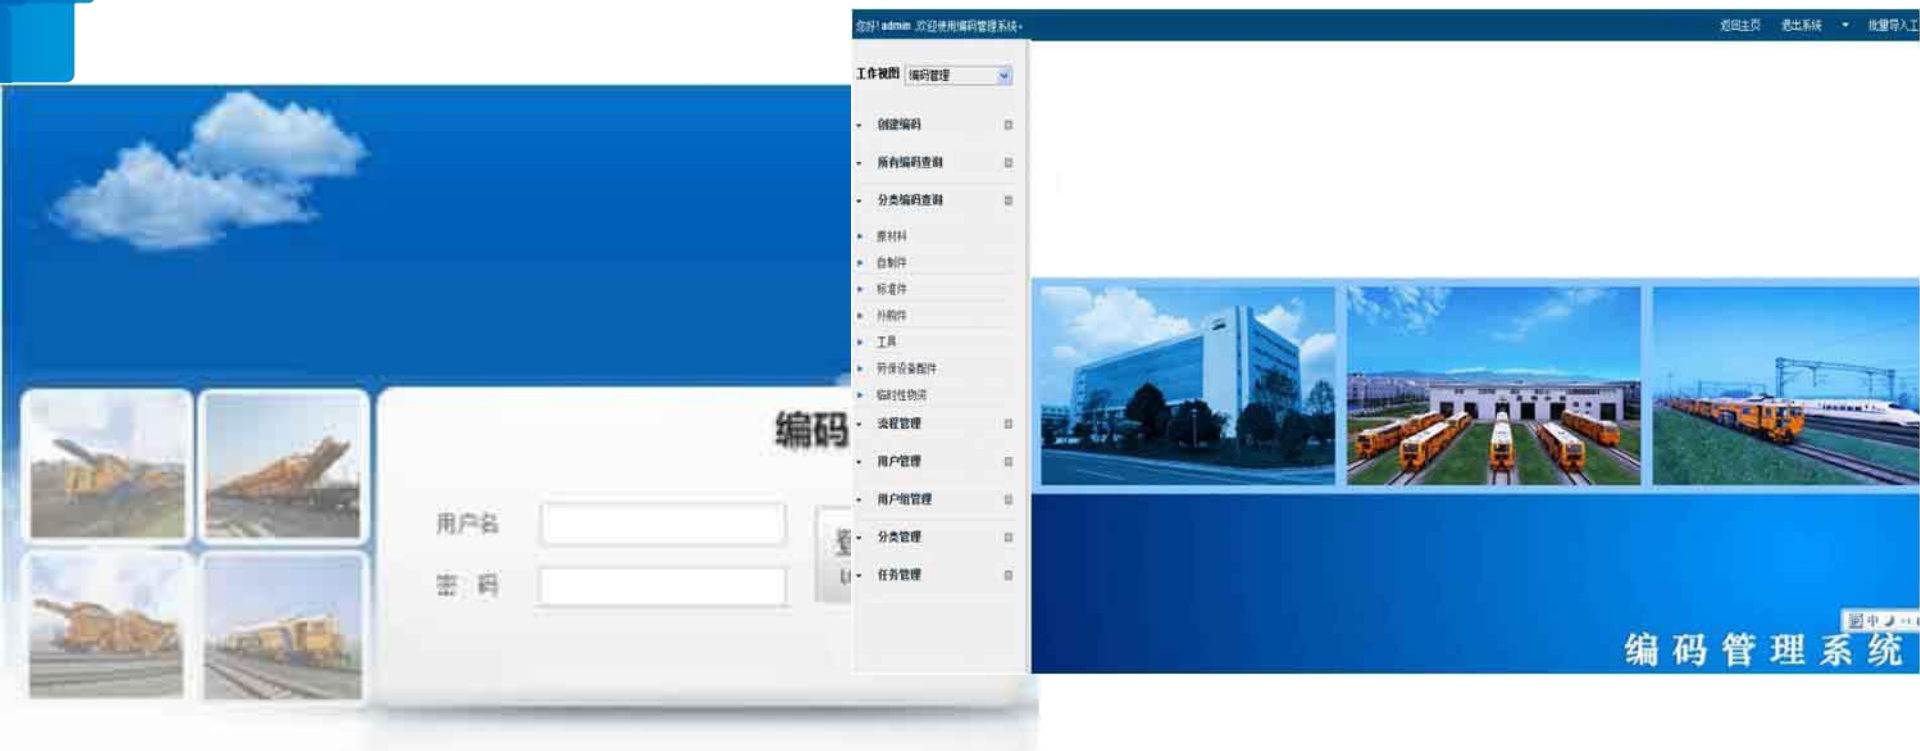 您好! admin ,欢迎使用编码管理系统。
返回主页 退出系统 批量导入工
工作视图 编码管理
创建编码
所有编码查询
分类编码查询
原材料
自制件
标准件
外购件
工具
劳保设备配件
临时性物资
流程管理
用户管理
用户组管理
分类管理
任务管理
编码
用户名
密 码
中
编码管理系统